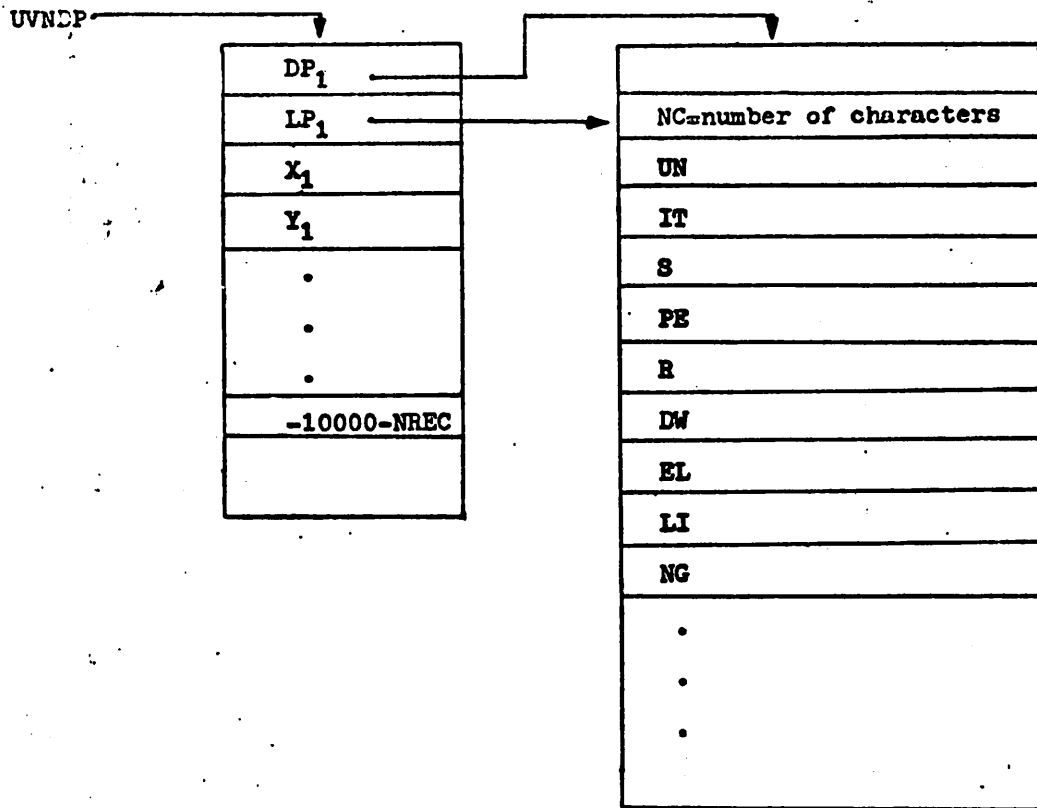 UVNDP
DP₁
LP₁
X₁
Y₁
-10000-NREC
NC=number of characters
UN
IT
S
PE
R
DW
EL
LI
NG